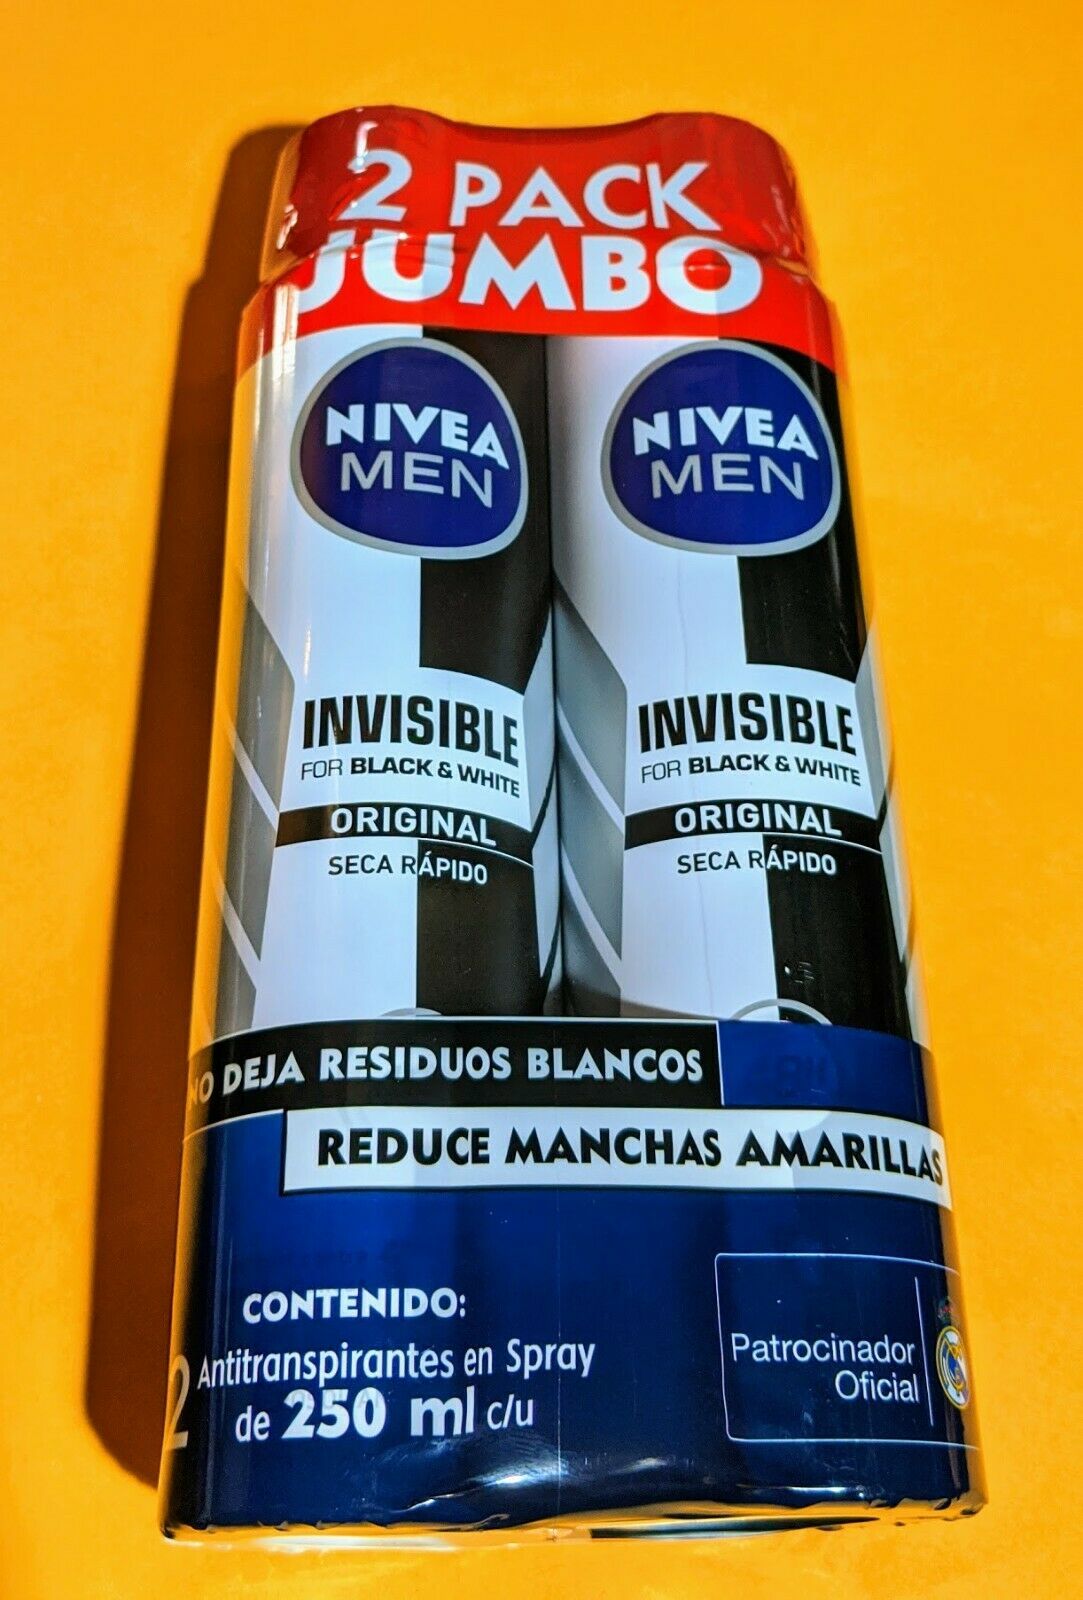 2 PACK
JUMBO
NIVEA
MEN
INVISIBLE
FOR BLACK & WHITE
ORIGINAL
SECA RÁPIDO
NIVEA
MEN
INVISIBLE
FOR BLACK & WHITE
ORIGINAL
SECA RÁPIDO
NO DEJA RESIDUOS BLANCOS
REDUCE MANCHAS AMARILLAS
CONTENIDO:
2 Antitranspirantes en Spray
de 250 ml c/u
Patrocinador
Oficial